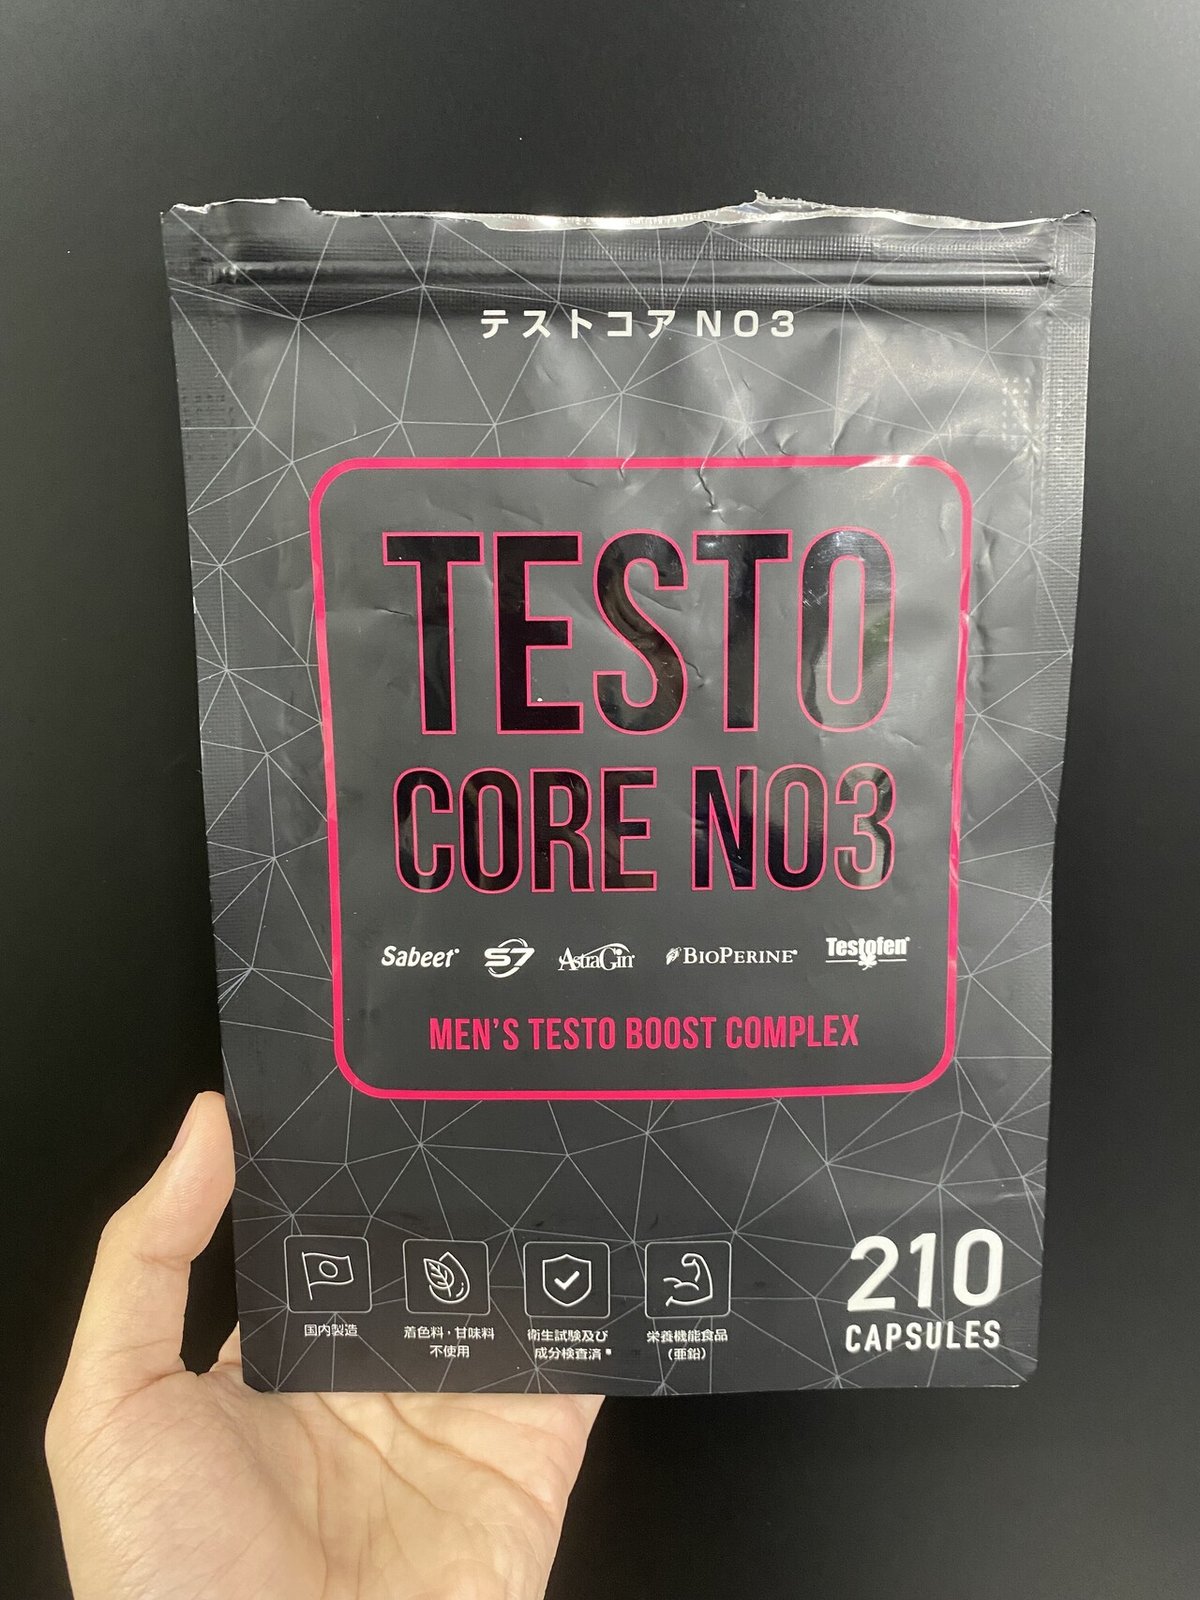 テストコア NO3
TESTO
CORE NO3
Sabeet® S7 AstraGin BIOPERINE® Testofen®
MEN'S TESTO BOOST COMPLEX
国内製造
着色料・甘味料
不使用
衛生試験及び
成分検査済
栄養機能食品
（亜鉛）
210
CAPSULES